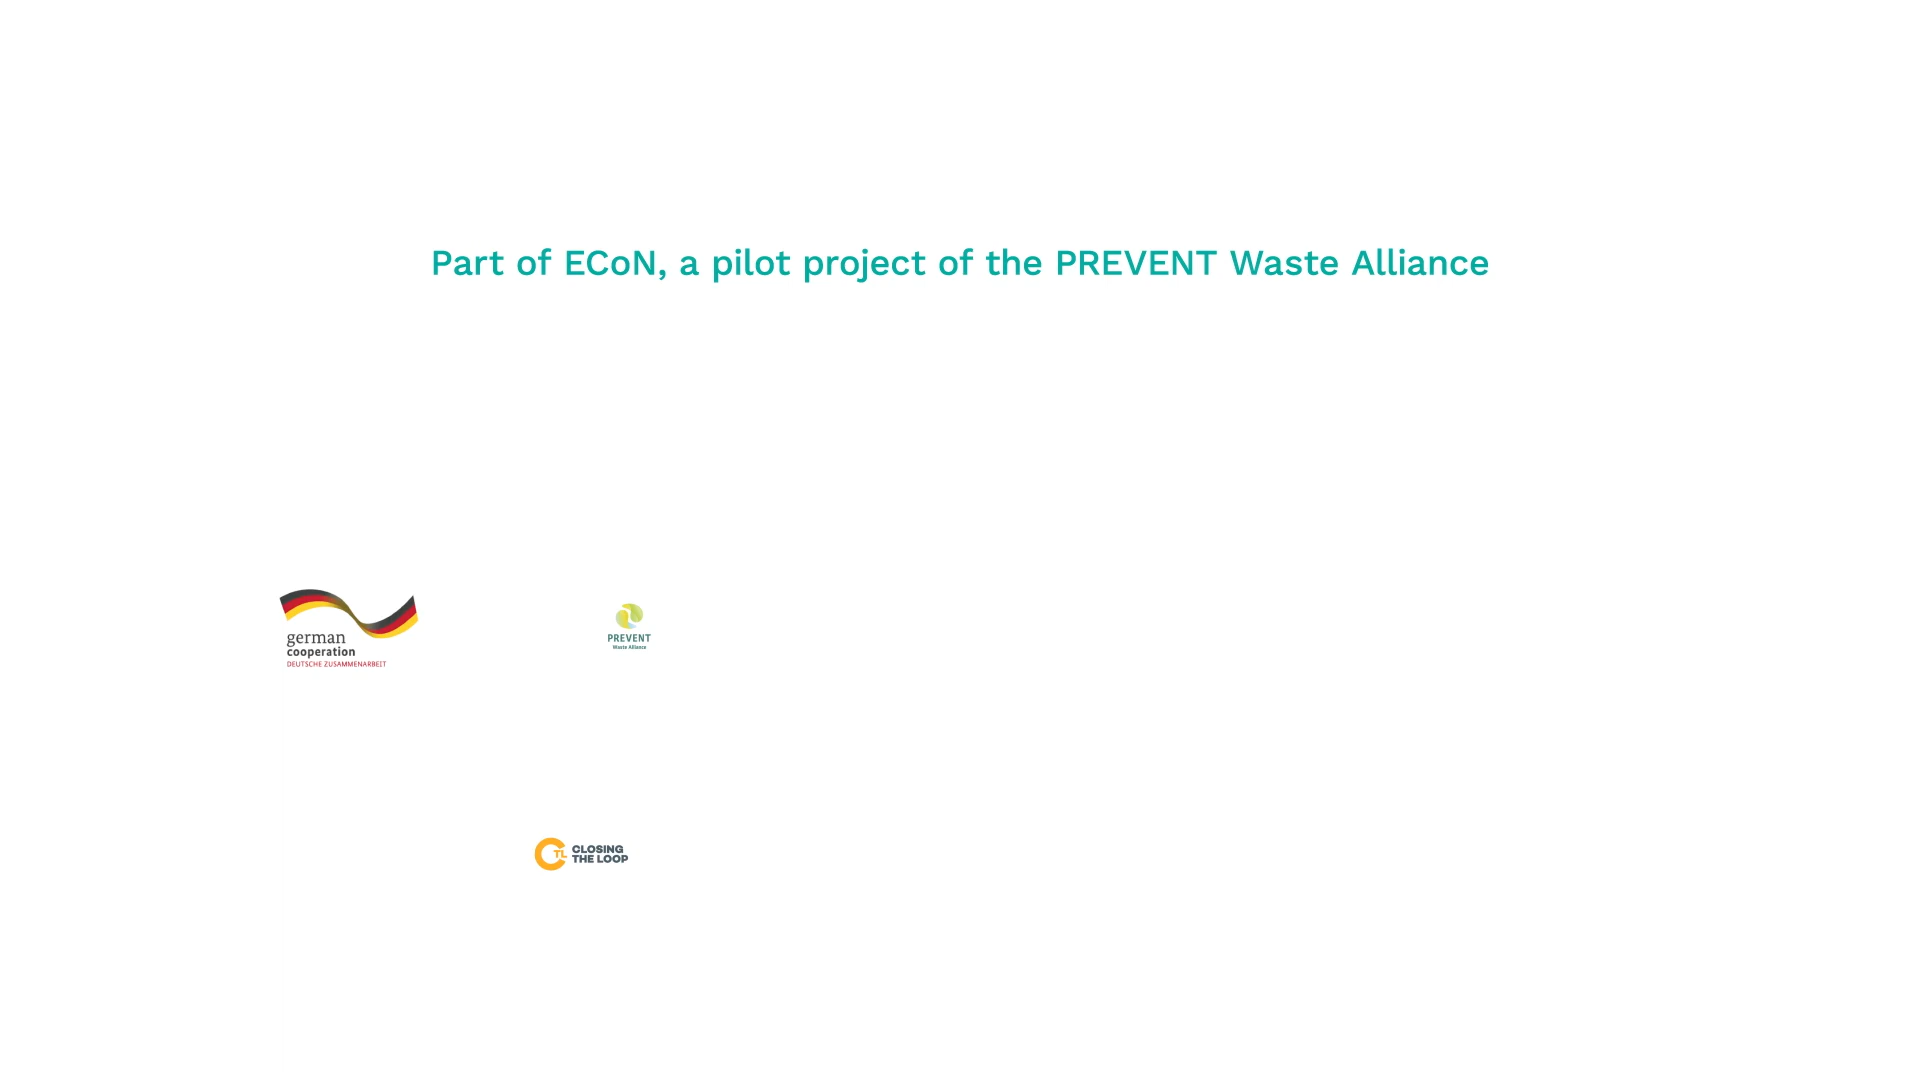 Part of ECoN, a pilot project of the PREVENT Waste Alliance
german
cooperation
DEUTSCHE ZUSAMMENARBEIT
PREVENT
Waste Alliance
TL
CLOSING
THE LOOP